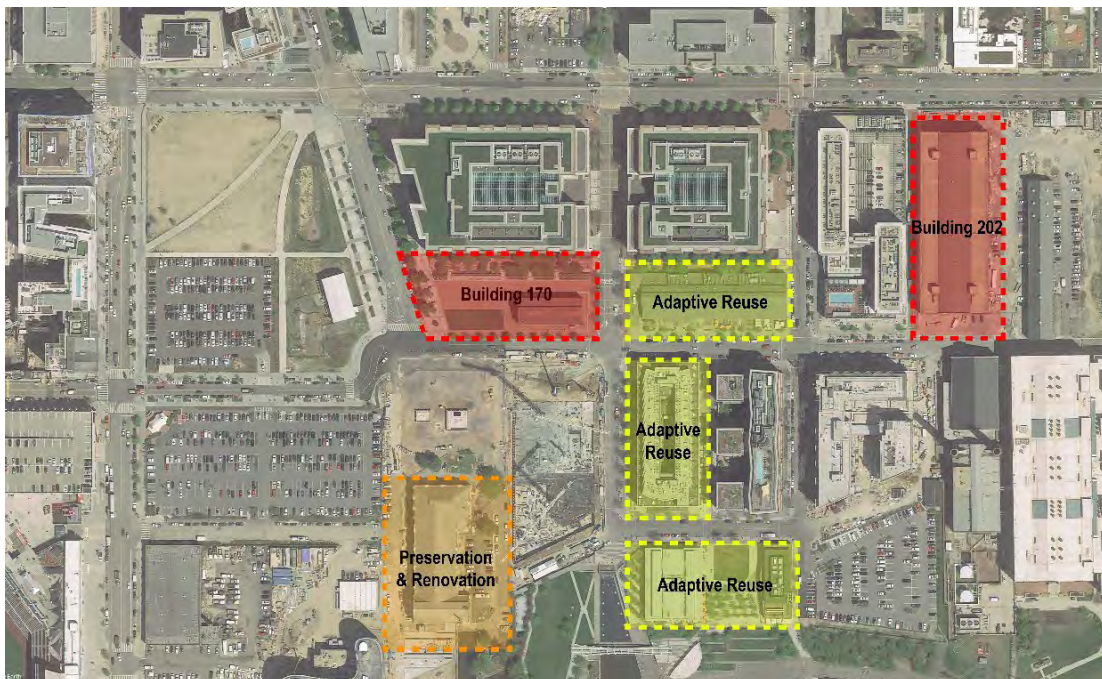 Building 202
Building 170
Adaptive Reuse
Adaptive
Reuse
Preservation
& Renovation
Adaptive Reuse